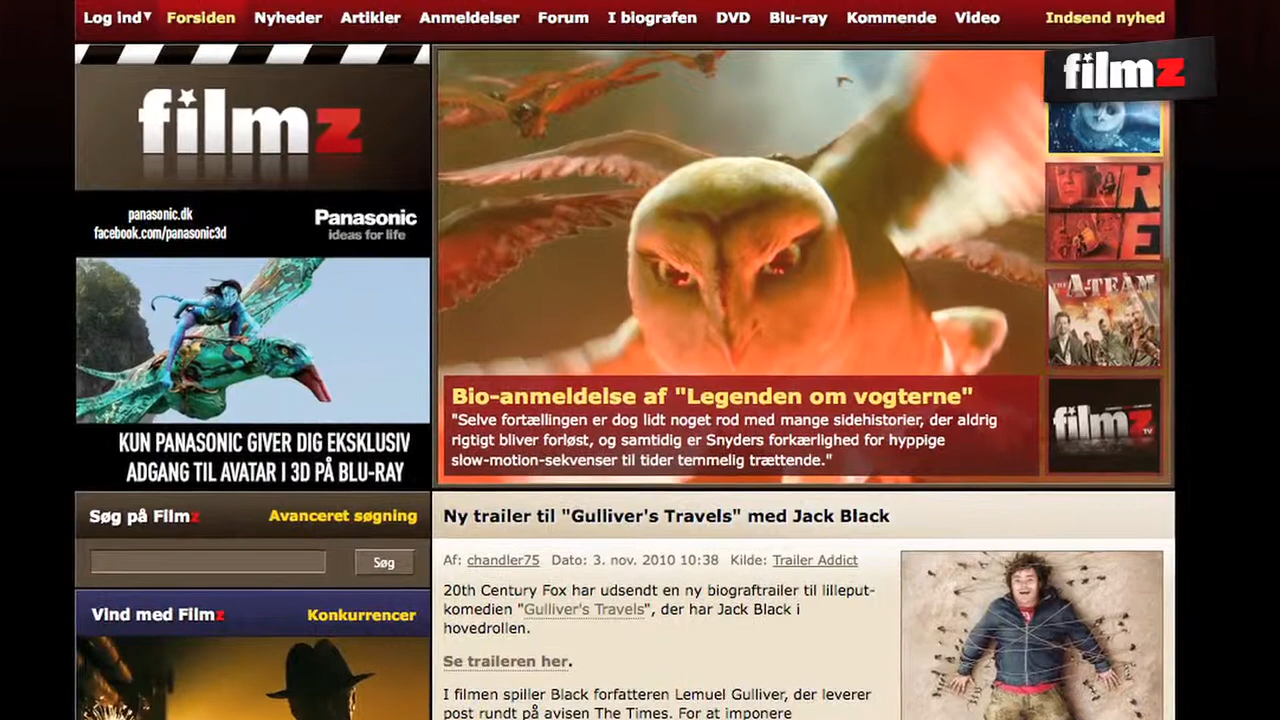 Log ind▼ Forsiden Nyheder Artikler Anmeldelser Forum I biografen DVD Blu-ray Kommende Video Indsend nyhed
filmz
filmz
panasonic.dk
facebook.com/panasonic3d
Panasonic
ideas for life
KUN PANASONIC GIVER DIG EKSKLUSIV
ADGANG TIL AVATAR I 3D PÅ BLU-RAY
R
E
THE A-TEAM
filmz
TV
Bio-anmeldelse af "Legenden om vogterne"
"Selve fortællingen er dog lidt noget rod med mange sidehistorier, der aldrig
rigtigt bliver forløst, og samtidig er Snyders forkærlighed for hyppige
slow-motion-sekvenser til tider temmelig trættende."
Søg på Filmz Avanceret søgning
Søg
Vind med Filmz Konkurrencer
Ny trailer til "Gulliver's Travels" med Jack Black
Af: chandler75 Dato: 3. nov. 2010 10:38 Kilde: Trailer Addict
20th Century Fox har udsendt en ny biograftrailer til lilleput-
komedien "Gulliver's Travels", der har Jack Black i
hovedrollen.
Se traileren her.
I filmen spiller Black forfatteren Lemuel Gulliver, der leverer
post rundt på avisen The Times. For at imponere